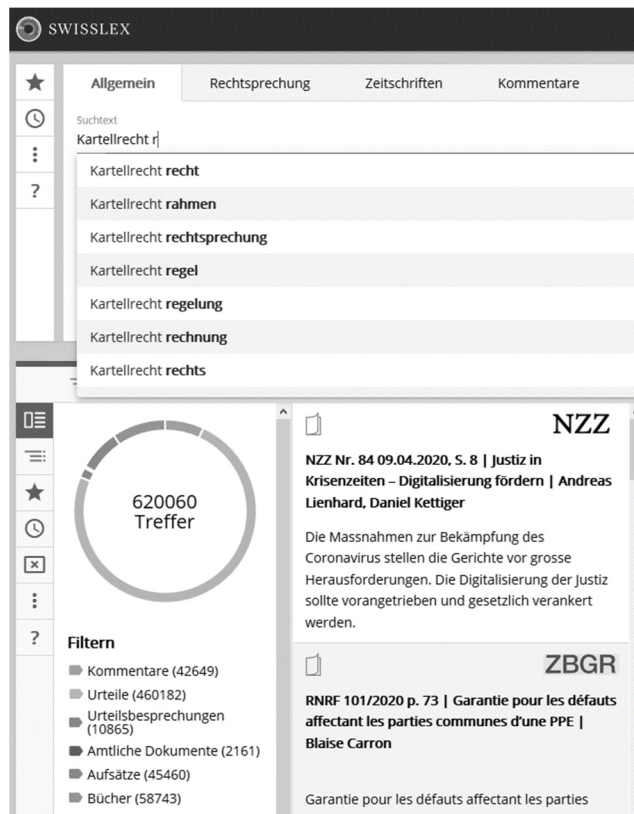 SWISSLEX
Allgemein
Rechtsprechung
Zeitschriften
Kommentare
Suchtext
Kartellrecht r
Kartellrecht recht
Kartellrecht rahmen
Kartellrecht rechtsprechung
Kartellrecht regel
Kartellrecht regelung
Kartellrecht rechnung
Kartellrecht rechts
?
620060
Treffer
?
Filtern
Kommentare (42649)
Urteile (460182)
Urteilsbesprechungen
(10865)
Amtliche Dokumente (2161)
Aufsätze (45460)
Bücher (58743)
NZZ
NZZ Nr. 84 09.04.2020, S. 8 | Justiz in
Krisenzeiten – Digitalisierung fördern | Andreas
Lienhard, Daniel Kettiger
Die Massnahmen zur Bekämpfung des
Coronavirus stellen die Gerichte vor grosse
Herausforderungen. Die Digitalisierung der Justiz
sollte vorangetrieben und gesetzlich verankert
werden.
ZBGR
RNRF 101/2020 p. 73 | Garantie pour les défauts
affectant les parties communes d'une PPE |
Blaise Carron
Garantie pour les défauts affectant les parties